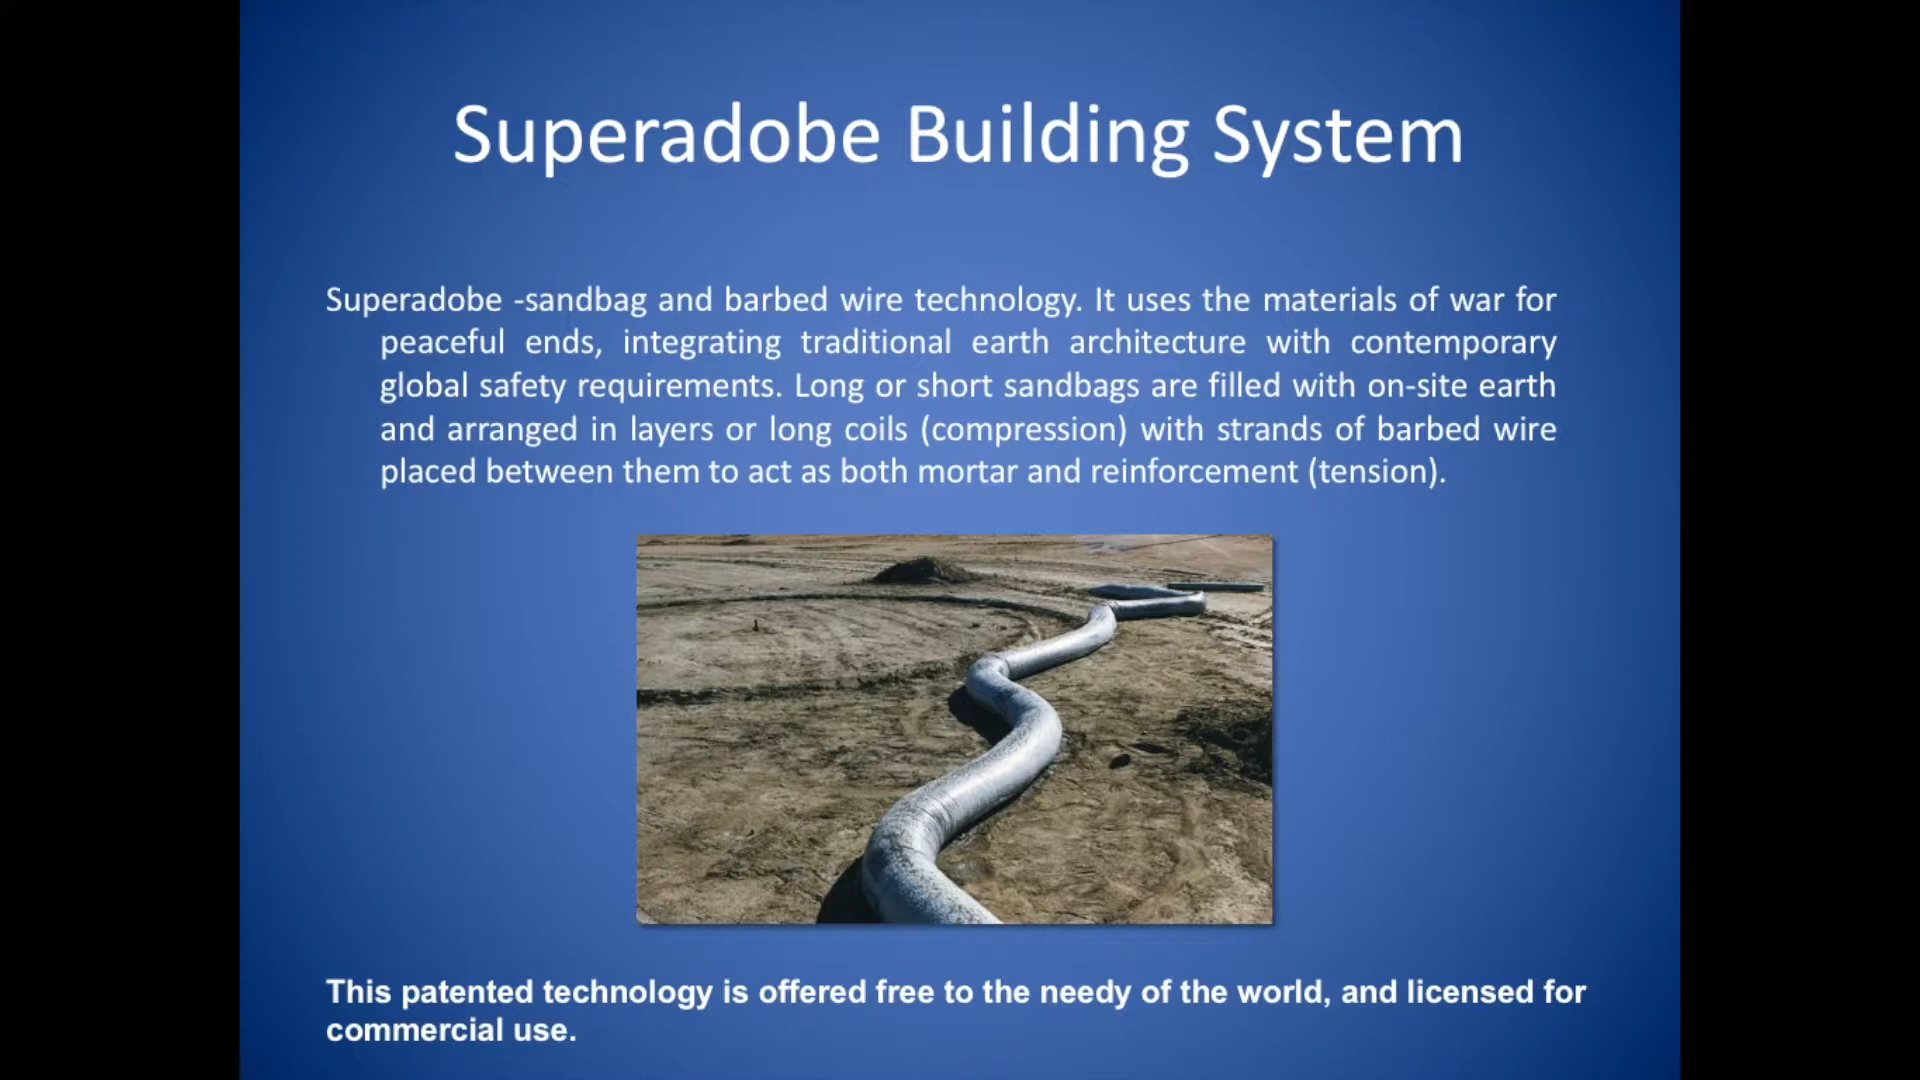 Superadobe Building System
Superadobe -sandbag and barbed wire technology. It uses the materials of war for
peaceful ends, integrating traditional earth architecture with contemporary
global safety requirements. Long or short sandbags are filled with on-site earth
and arranged in layers or long coils (compression) with strands of barbed wire
placed between them to act as both mortar and reinforcement (tension).
This patented technology is offered free to the needy of the world, and licensed for
commercial use.